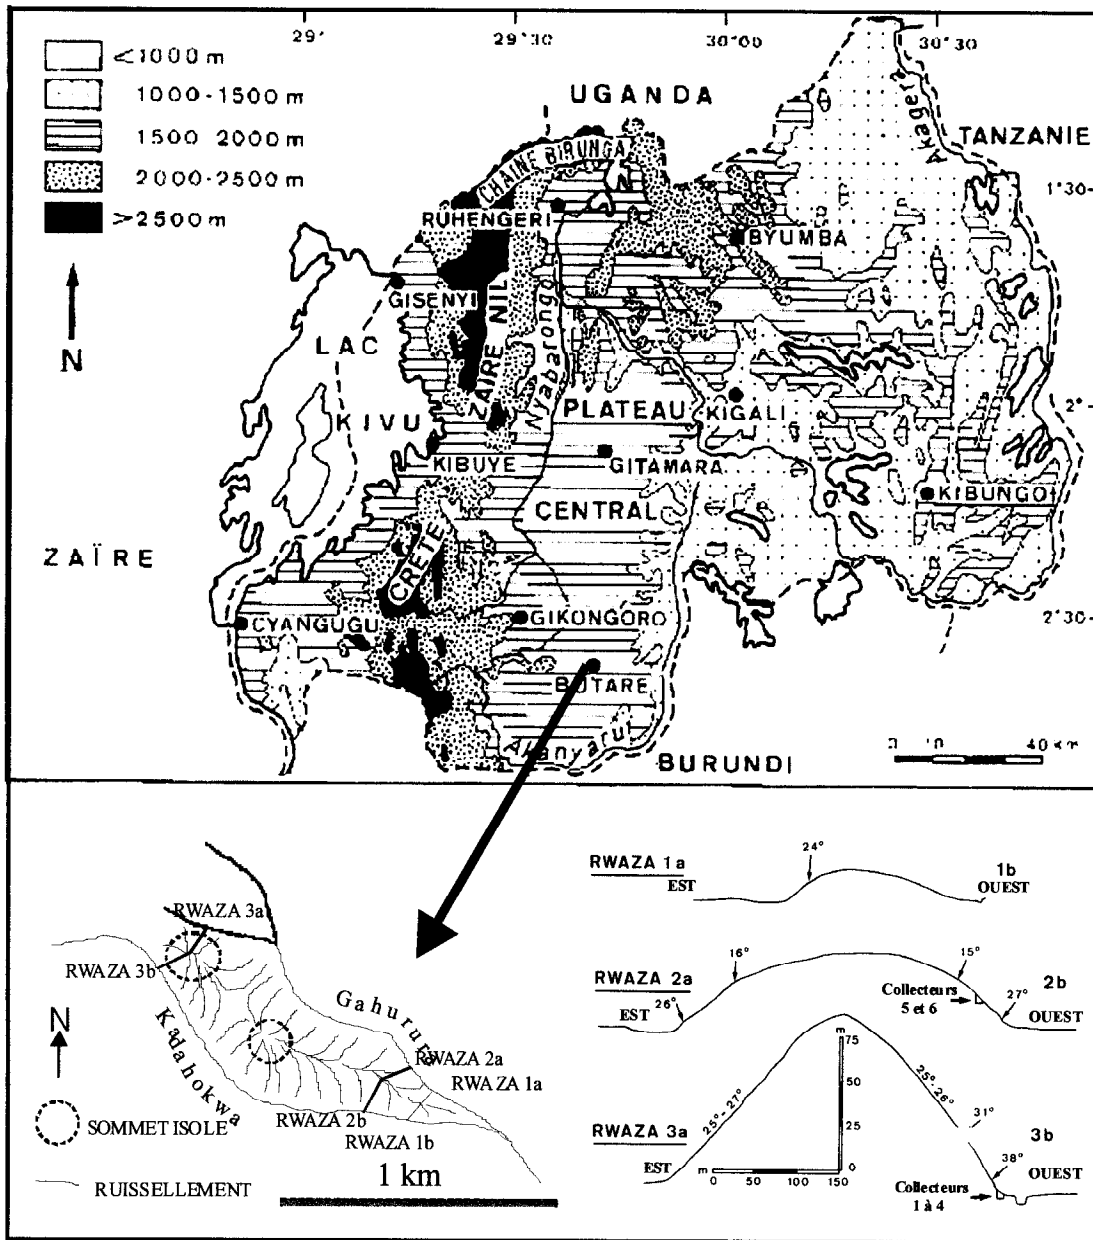 29°
29°30
30°00
30°30
<1000 m
1000-1500 m
1500 2000 m
2000-2500 m
>2500 m
UGANDA
TANZANIE
Akagera
CHAINE BIRUNGA
1°30
RUHENGERI
BYUMBA
GISENYI
N
LAC
KIVU
ZAIRE NIL
Nyabarongo
PLATEAU
KIGALI
2°
KIBUYE
GITAMARA
KIBUNGO
CENTRAL
ZAÏRE
CRETE
CYANGUGU
GIKONGORO
2°30
BUTARE
Akanyaru
BURUNDI
0 10 40 km
RWAZA 3a
RWAZA 3b
Gahurura
Kadahokwa
N
RWAZA 2a
RWAZA 1a
RWAZA 2b
RWAZA 1b
SOMMET ISOLE
RUISSELLEMENT
1 km
RWAZA 1a
EST
24°
1b
OUEST
RWAZA 2a
EST
26°
16°
15°
Collecteurs
5 et 6
27°
2b
OUEST
RWAZA 3a
EST
25°-27°
m
75
50
25
0
m 0 50 100 150
25°-26°
31°
38°
3b
OUEST
Collecteurs
1 à 4